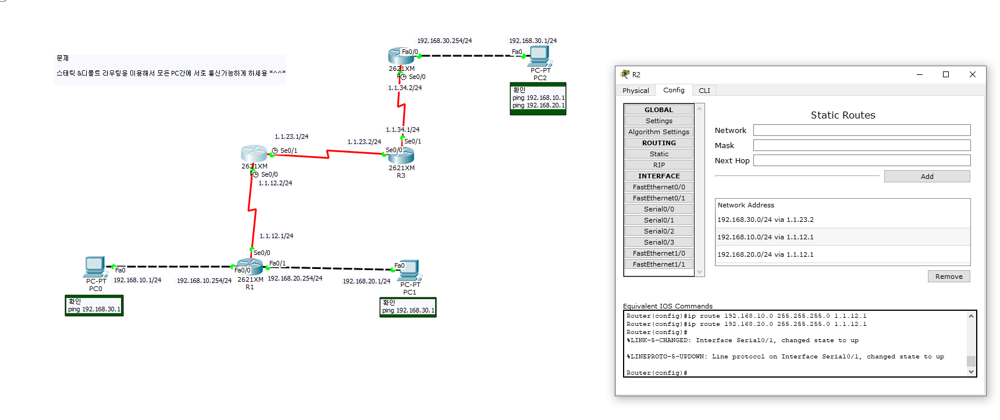 문제
스태틱 &디폴트 라우팅을 이용해서 모든 PC간에 서로 통신가능하게 하세용 *^^*
192.168.30.254/24
192.168.30.1/24
Fa0/0
Fa0
2621XM
Se0/0
PC-PT
PC2
1.1.34.2/24
확인
ping 192.168.10.1
ping 192.168.20.1
1.1.34.1/24
Se0/1
1.1.23.1/24
1.1.23.2/24
Se0/1
Se0/0
2621XM
R3
2621XM
Se0/0
1.1.12.2/24
1.1.12.1/24
Se0/0
Fa0
Fa0/0
Fa0/1
Fa0
PC-PT
PC0
192.168.10.1/24
192.168.10.254/24
2621XM
R1
192.168.20.254/24
192.168.20.1/24
PC-PT
PC1
확인
ping 192.168.30.1
확인
ping 192.168.30.1
R2
Physical
Config
CLI
GLOBAL
Settings
Algorithm Settings
ROUTING
Static
RIP
INTERFACE
FastEthernet0/0
FastEthernet0/1
Serial0/0
Serial0/1
Serial0/2
Serial0/3
FastEthernet1/0
FastEthernet1/1
Static Routes
Network
Mask
Next Hop
Add
Network Address
192.168.30.0/24 via 1.1.23.2
192.168.10.0/24 via 1.1.12.1
192.168.20.0/24 via 1.1.12.1
Remove
Equivalent IOS Commands
Router(config)#ip route 192.168.10.0 255.255.255.0 1.1.12.1
Router(config)#ip route 192.168.20.0 255.255.255.0 1.1.12.1
Router(config)#
%LINK-5-CHANGED: Interface Serial0/1, changed state to up
%LINEPROTO-5-UPDOWN: Line protocol on Interface Serial0/1, changed state to up
Router(config)#